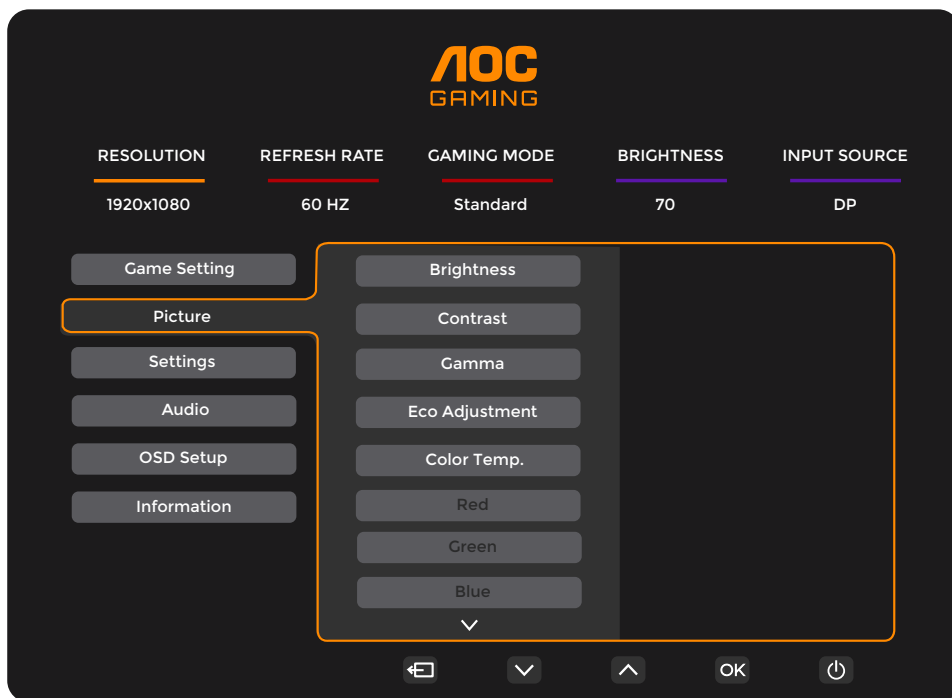 AOC
GAMING
RESOLUTION REFRESH RATE GAMING MODE BRIGHTNESS INPUT SOURCE
1920x1080 60 HZ Standard 70 DP
Game Setting
Picture
Settings
Audio
OSD Setup
Information
Brightness
Contrast
Gamma
Eco Adjustment
Color Temp.
Red
Green
Blue
OK